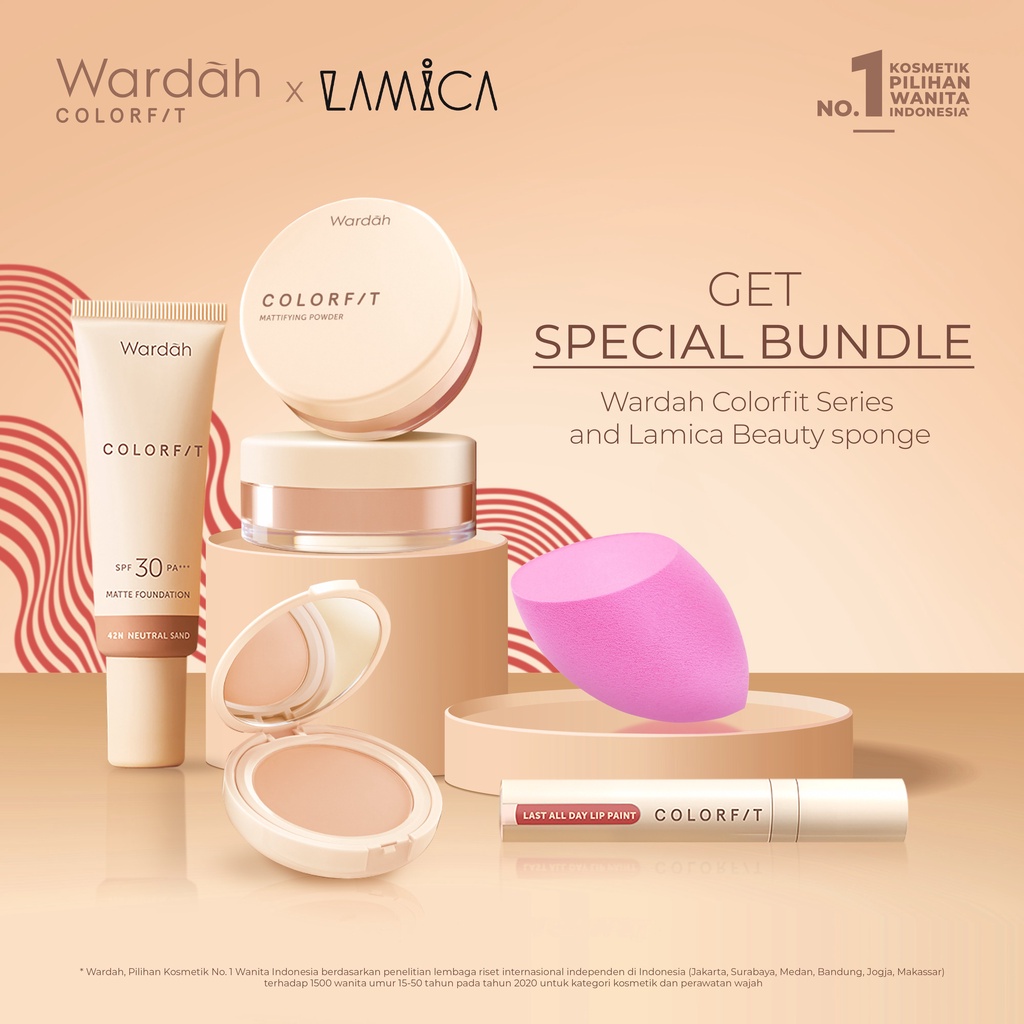 Wardah
COLORFIT
x
LAMICA
NO.1
KOSMETIK
PILIHAN
WANITA
INDONESIA*
GET
SPECIAL BUNDLE
Wardah Colorfit Series
and Lamica Beauty sponge
Wardah
COLORFIT
MATTIFYING POWDER
Wardah
COLORFIT
SPF 30 PA+++
MATTE FOUNDATION
42N NEUTRAL SAND
LAST ALL DAY LIP PAINT COLORFIT
* Wardah, Pilihan Kosmetik No. 1 Wanita Indonesia berdasarkan penelitian lembaga riset internasional independen di Indonesia (Jakarta, Surabaya, Medan, Bandung, Jogja, Makassar)
terhadap 1500 wanita umur 15-50 tahun pada tahun 2020 untuk kategori kosmetik dan perawatan wajah